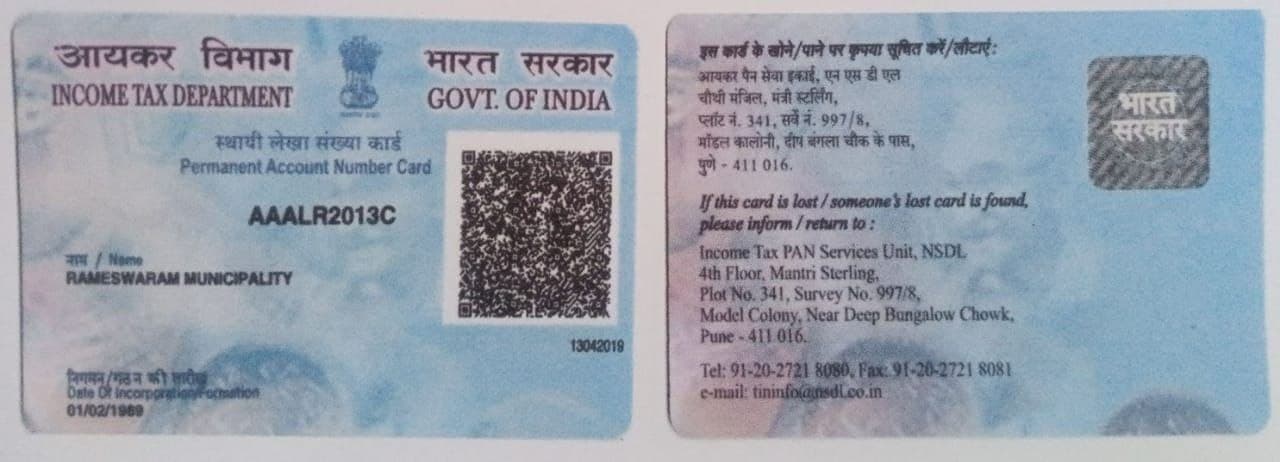 आयकर विभाग
INCOME TAX DEPARTMENT
भारत सरकार
GOVT. OF INDIA
स्थायी लेखा संख्या कार्ड
Permanent Account Number Card
AAALR2013C
नाम / Name
RAMESWARAM MUNICIPALITY
13042019
निगमन/गठन की तारीख
Date Of Incorporation/Formation
01/02/1969
इस कार्ड के खोने/पाने पर कृपया सूचित करें/लौटाएं:
आयकर पैन सेवा इकाई, एन एस डी एल
चौथी मंजिल, मंत्री स्टर्लिंग,
प्लॉट नं. 341, सर्वे नं. 997/8,
मॉडल कालोनी, दीप बंगला चौक के पास,
पुणे - 411 016.
If this card is lost / someone's lost card is found,
please inform / return to :
Income Tax PAN Services Unit, NSDL
4th Floor, Mantri Sterling,
Plot No. 341, Survey No. 997/8,
Model Colony, Near Deep Bungalow Chowk,
Pune - 411 016.
Tel: 91-20-2721 8080, Fax: 91-20-2721 8081
e-mail: tininfo@nsdl.co.in
भारत
सरकार